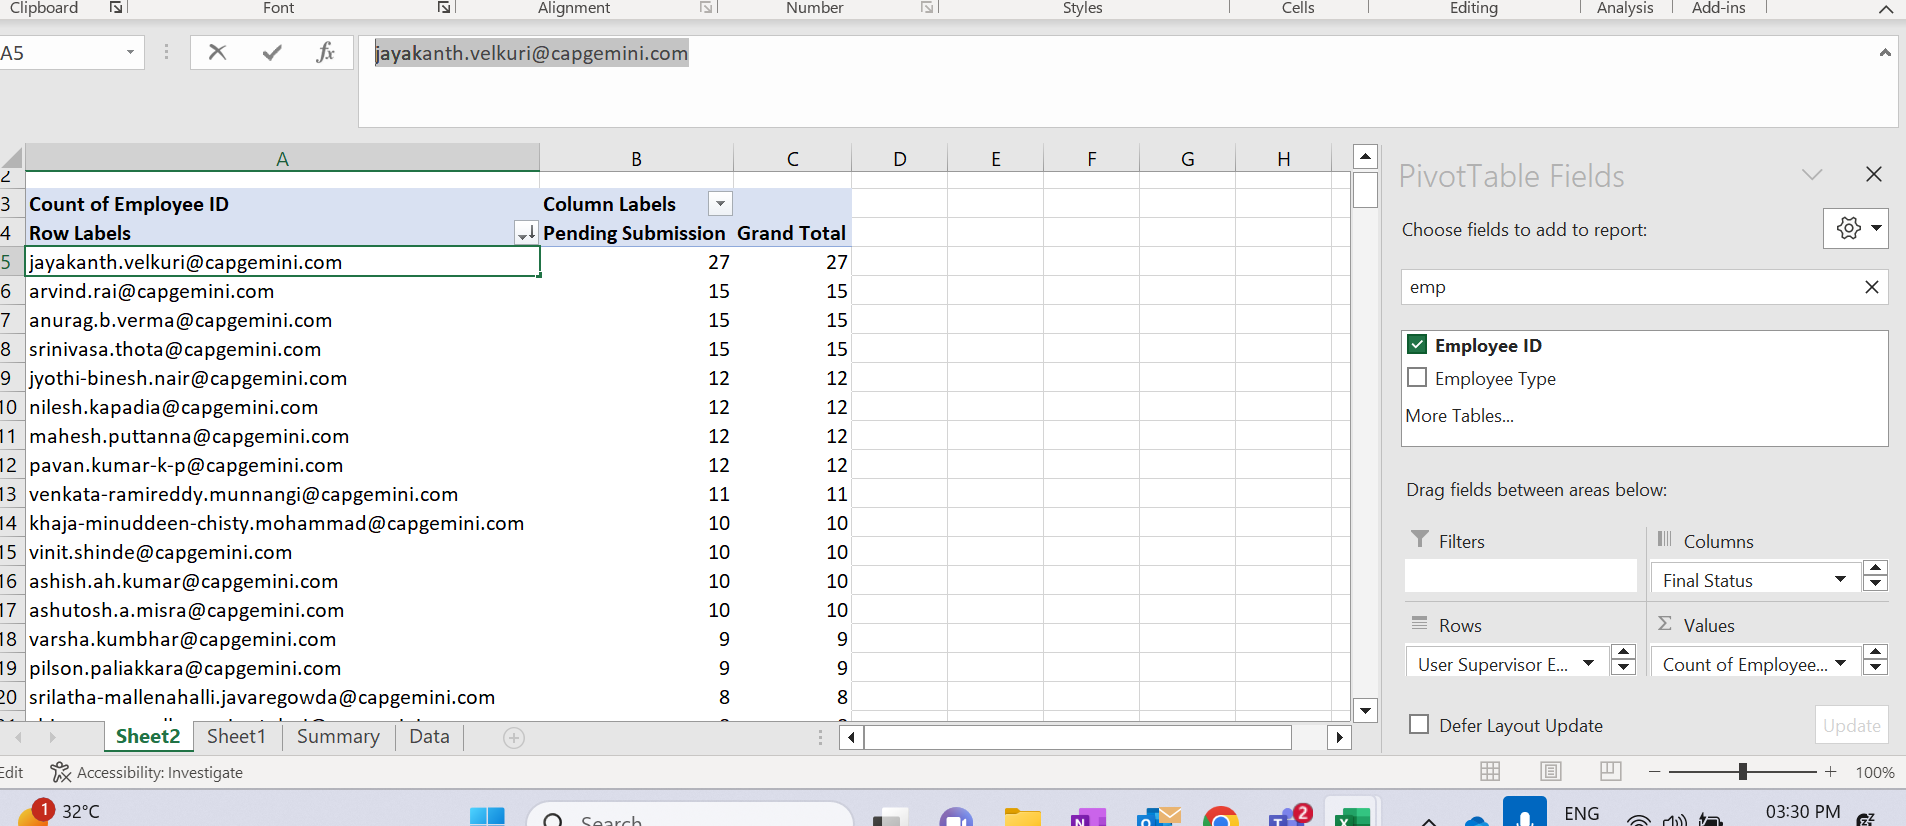 Clipboard Font Alignment Number Styles Cells Editing Analysis Add-ins
A5 fx jayakanth.velkuri@capgemini.com
A B C D E F G H
2
3 Count of Employee ID Column Labels
4 Row Labels Pending Submission Grand Total
5 jayakanth.velkuri@capgemini.com 27 27
6 arvind.rai@capgemini.com 15 15
7 anurag.b.verma@capgemini.com 15 15
8 srinivasa.thota@capgemini.com 15 15
9 jyothi-binesh.nair@capgemini.com 12 12
10 nilesh.kapadia@capgemini.com 12 12
11 mahesh.puttanna@capgemini.com 12 12
12 pavan.kumar-k-p@capgemini.com 12 12
13 venkata-ramireddy.munnangi@capgemini.com 11 11
14 khaja-minuddeen-chisty.mohammad@capgemini.com 10 10
15 vinit.shinde@capgemini.com 10 10
16 ashish.ah.kumar@capgemini.com 10 10
17 ashutosh.a.misra@capgemini.com 10 10
18 varsha.kumbhar@capgemini.com 9 9
19 pilson.paliakkara@capgemini.com 9 9
20 srilatha-mallenahalli.javaregowda@capgemini.com 8 8
PivotTable Fields
Choose fields to add to report:
emp
Employee ID
Employee Type
More Tables...
Drag fields between areas below:
Filters Columns
Final Status
Rows Σ Values
User Supervisor E... Count of Employee...
Defer Layout Update Update
Sheet2 Sheet1 Summary Data
Edit Accessibility: Investigate 100%
1 32°C Search 2 ENG 03:30 PM